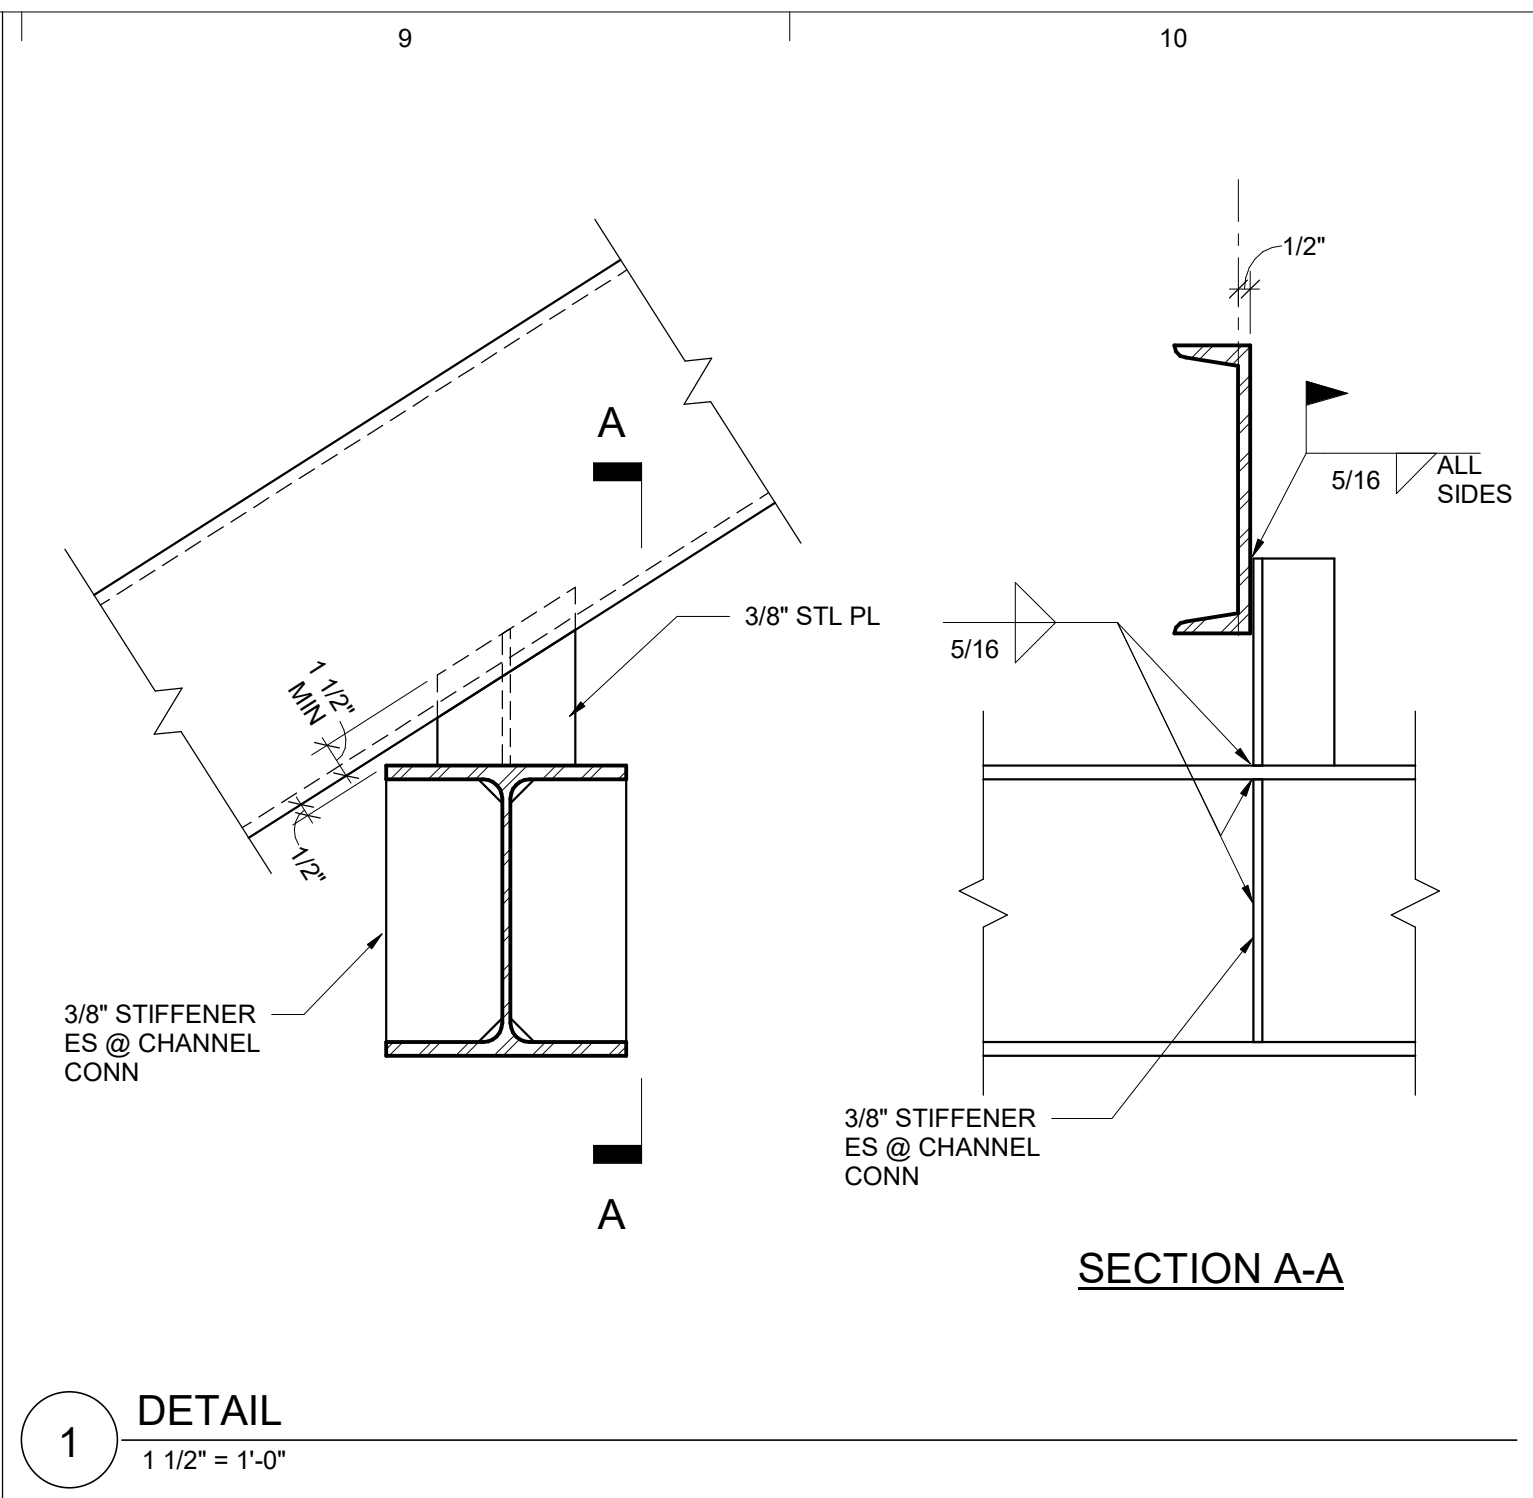 9
10
1/2"
A
5/16
ALL
SIDES
3/8" STL PL
5/16
1 1/2"
MIN
1/2"
3/8" STIFFENER
ES @ CHANNEL
CONN
3/8" STIFFENER
ES @ CHANNEL
CONN
A
SECTION A-A
1
DETAIL
1 1/2" = 1'-0"